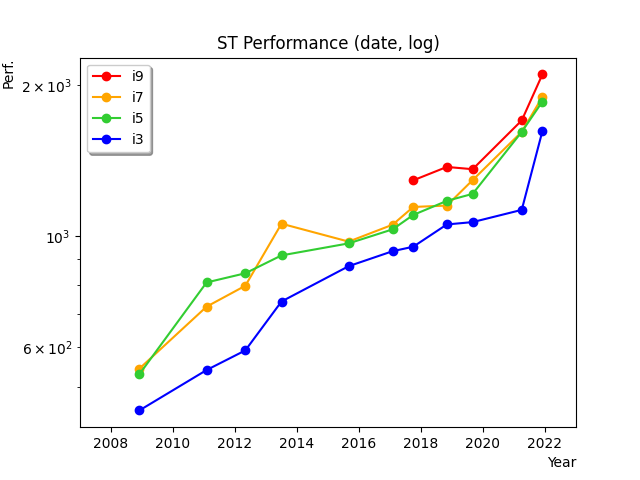 ST Performance (date, log)
Perf.
2 × 10³
10³
6 × 10²
i9
i7
i5
i3
2008 2010 2012 2014 2016 2018 2020 2022
Year